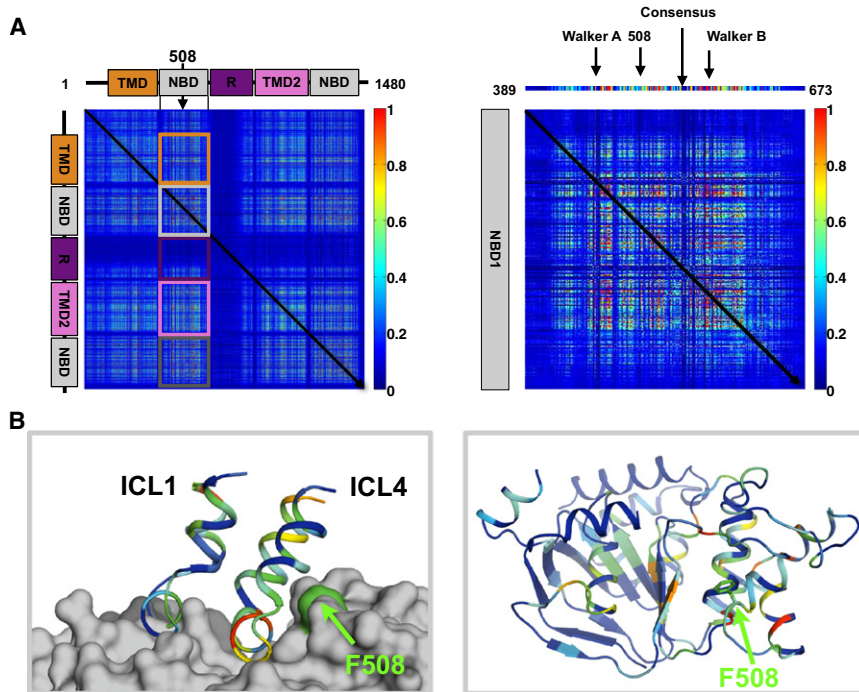 A
508
1 TMD NBD R TMD2 NBD 1480
TMD
NBD
R
TMD2
NBD
1
0.8
0.6
0.4
0.2
0
Consensus
Walker A 508 Walker B
389 673
NBD1
1
0.8
0.6
0.4
0.2
0
B
ICL1 ICL4
F508
F508